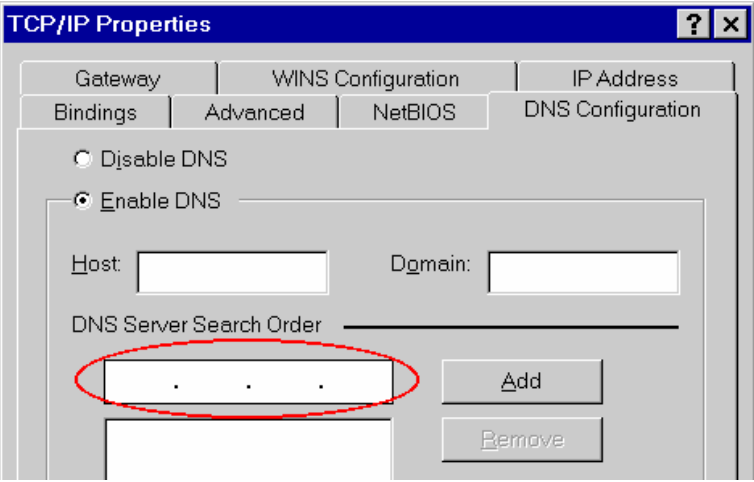 TCP/IP Properties
Gateway WINS Configuration IP Address
Bindings Advanced NetBIOS DNS Configuration
Disable DNS
Enable DNS
Host: Domain:
DNS Server Search Order
. . . Add
Remove